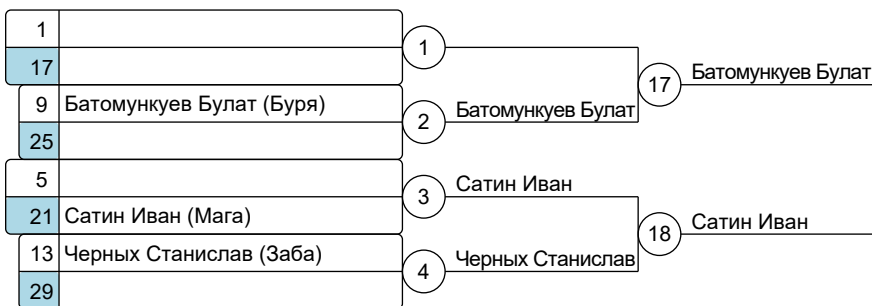 1
17
1
9 Батомункуев Булат (Буря)
25
2
Батомункуев Булат
17
Батомункуев Булат
5
21 Сатин Иван (Мага)
3
Сатин Иван
13 Черных Станислав (Заба)
29
4
Черных Станислав
18
Сатин Иван